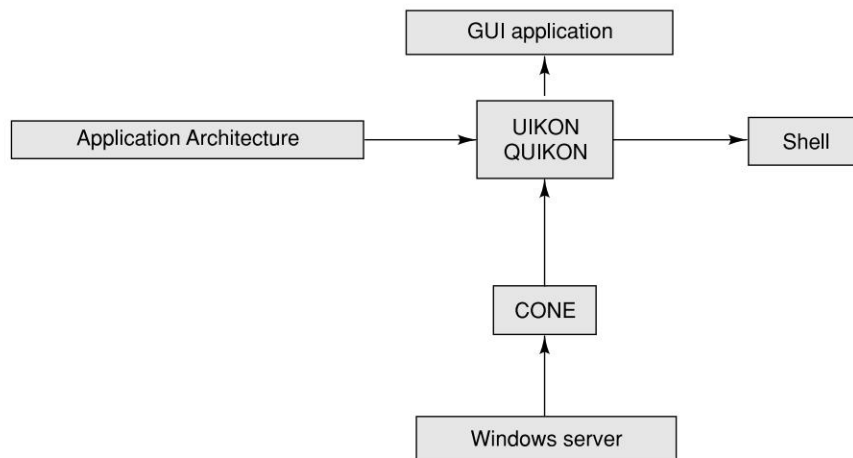 GUI application
Application Architecture
UIKON
QUIKON
Shell
CONE
Windows server